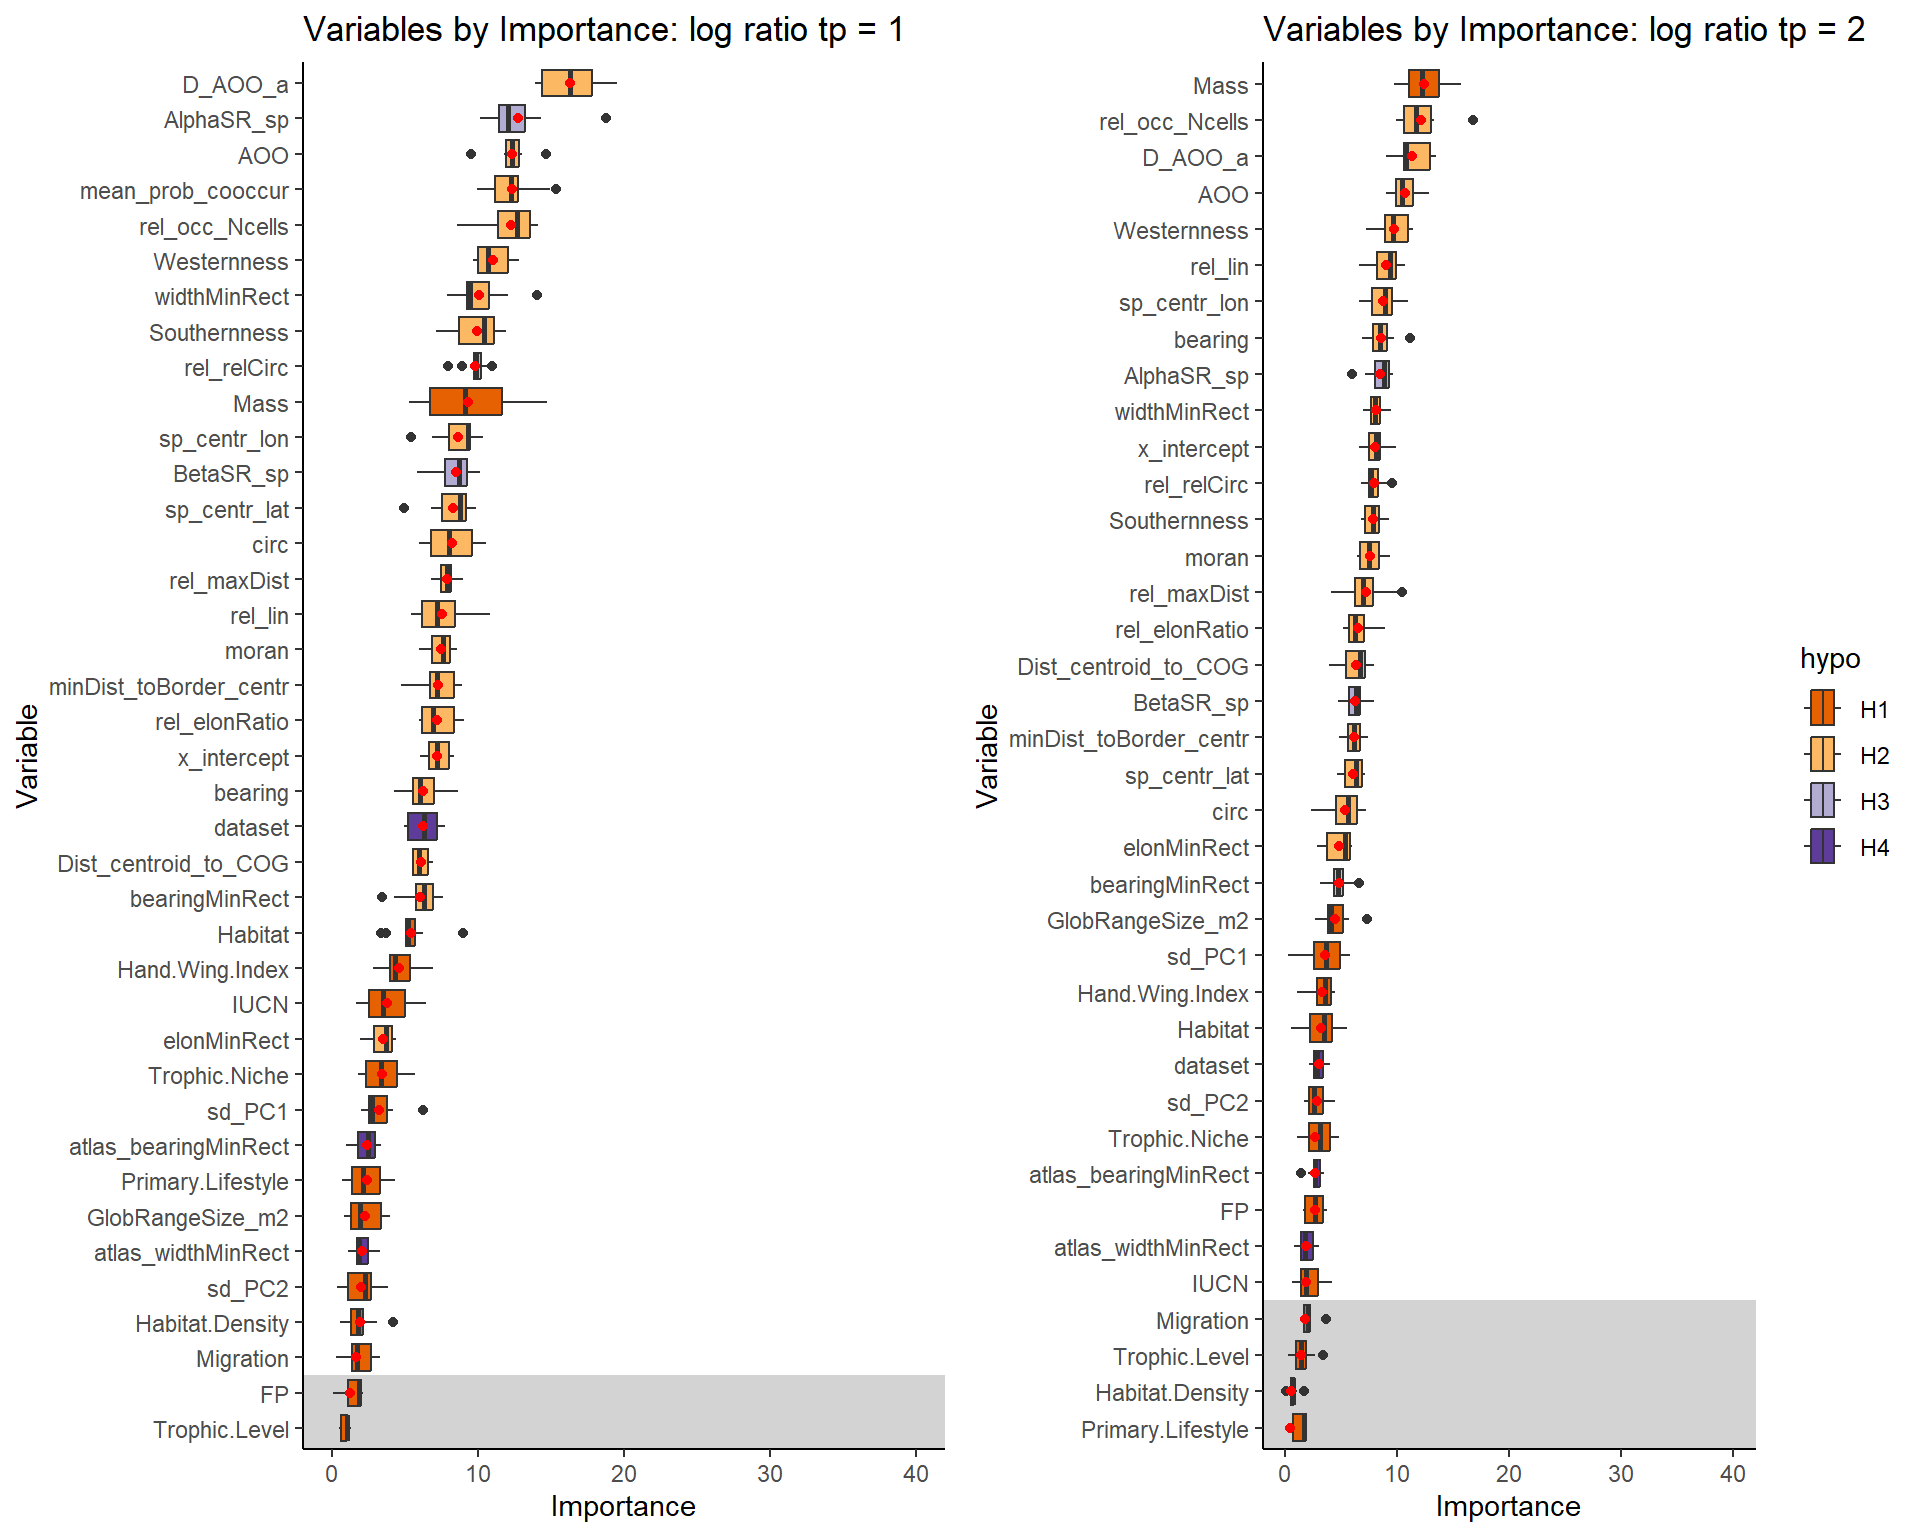 Variables by Importance: log ratio tp = 1
Variable
D_AOO_a
AlphaSR_sp
AOO
mean_prob_cooccur
rel_occ_Ncells
Westernness
widthMinRect
Southernness
rel_relCirc
Mass
sp_centr_lon
BetaSR_sp
sp_centr_lat
circ
rel_maxDist
rel_lin
moran
minDist_toBorder_centr
rel_elonRatio
x_intercept
bearing
dataset
Dist_centroid_to_COG
bearingMinRect
Habitat
Hand.Wing.Index
IUCN
elonMinRect
Trophic.Niche
sd_PC1
atlas_bearingMinRect
Primary.Lifestyle
GlobRangeSize_m2
atlas_widthMinRect
sd_PC2
Habitat.Density
Migration
FP
Trophic.Level
0 10 20 30 40
Importance
Variables by Importance: log ratio tp = 2
Variable
Mass
rel_occ_Ncells
D_AOO_a
AOO
Westernness
rel_lin
sp_centr_lon
bearing
AlphaSR_sp
widthMinRect
x_intercept
rel_relCirc
Southernness
moran
rel_maxDist
rel_elonRatio
Dist_centroid_to_COG
BetaSR_sp
minDist_toBorder_centr
sp_centr_lat
circ
elonMinRect
bearingMinRect
GlobRangeSize_m2
sd_PC1
Hand.Wing.Index
Habitat
dataset
sd_PC2
Trophic.Niche
atlas_bearingMinRect
FP
atlas_widthMinRect
IUCN
Migration
Trophic.Level
Habitat.Density
Primary.Lifestyle
0 10 20 30 40
Importance
hypo
H1
H2
H3
H4